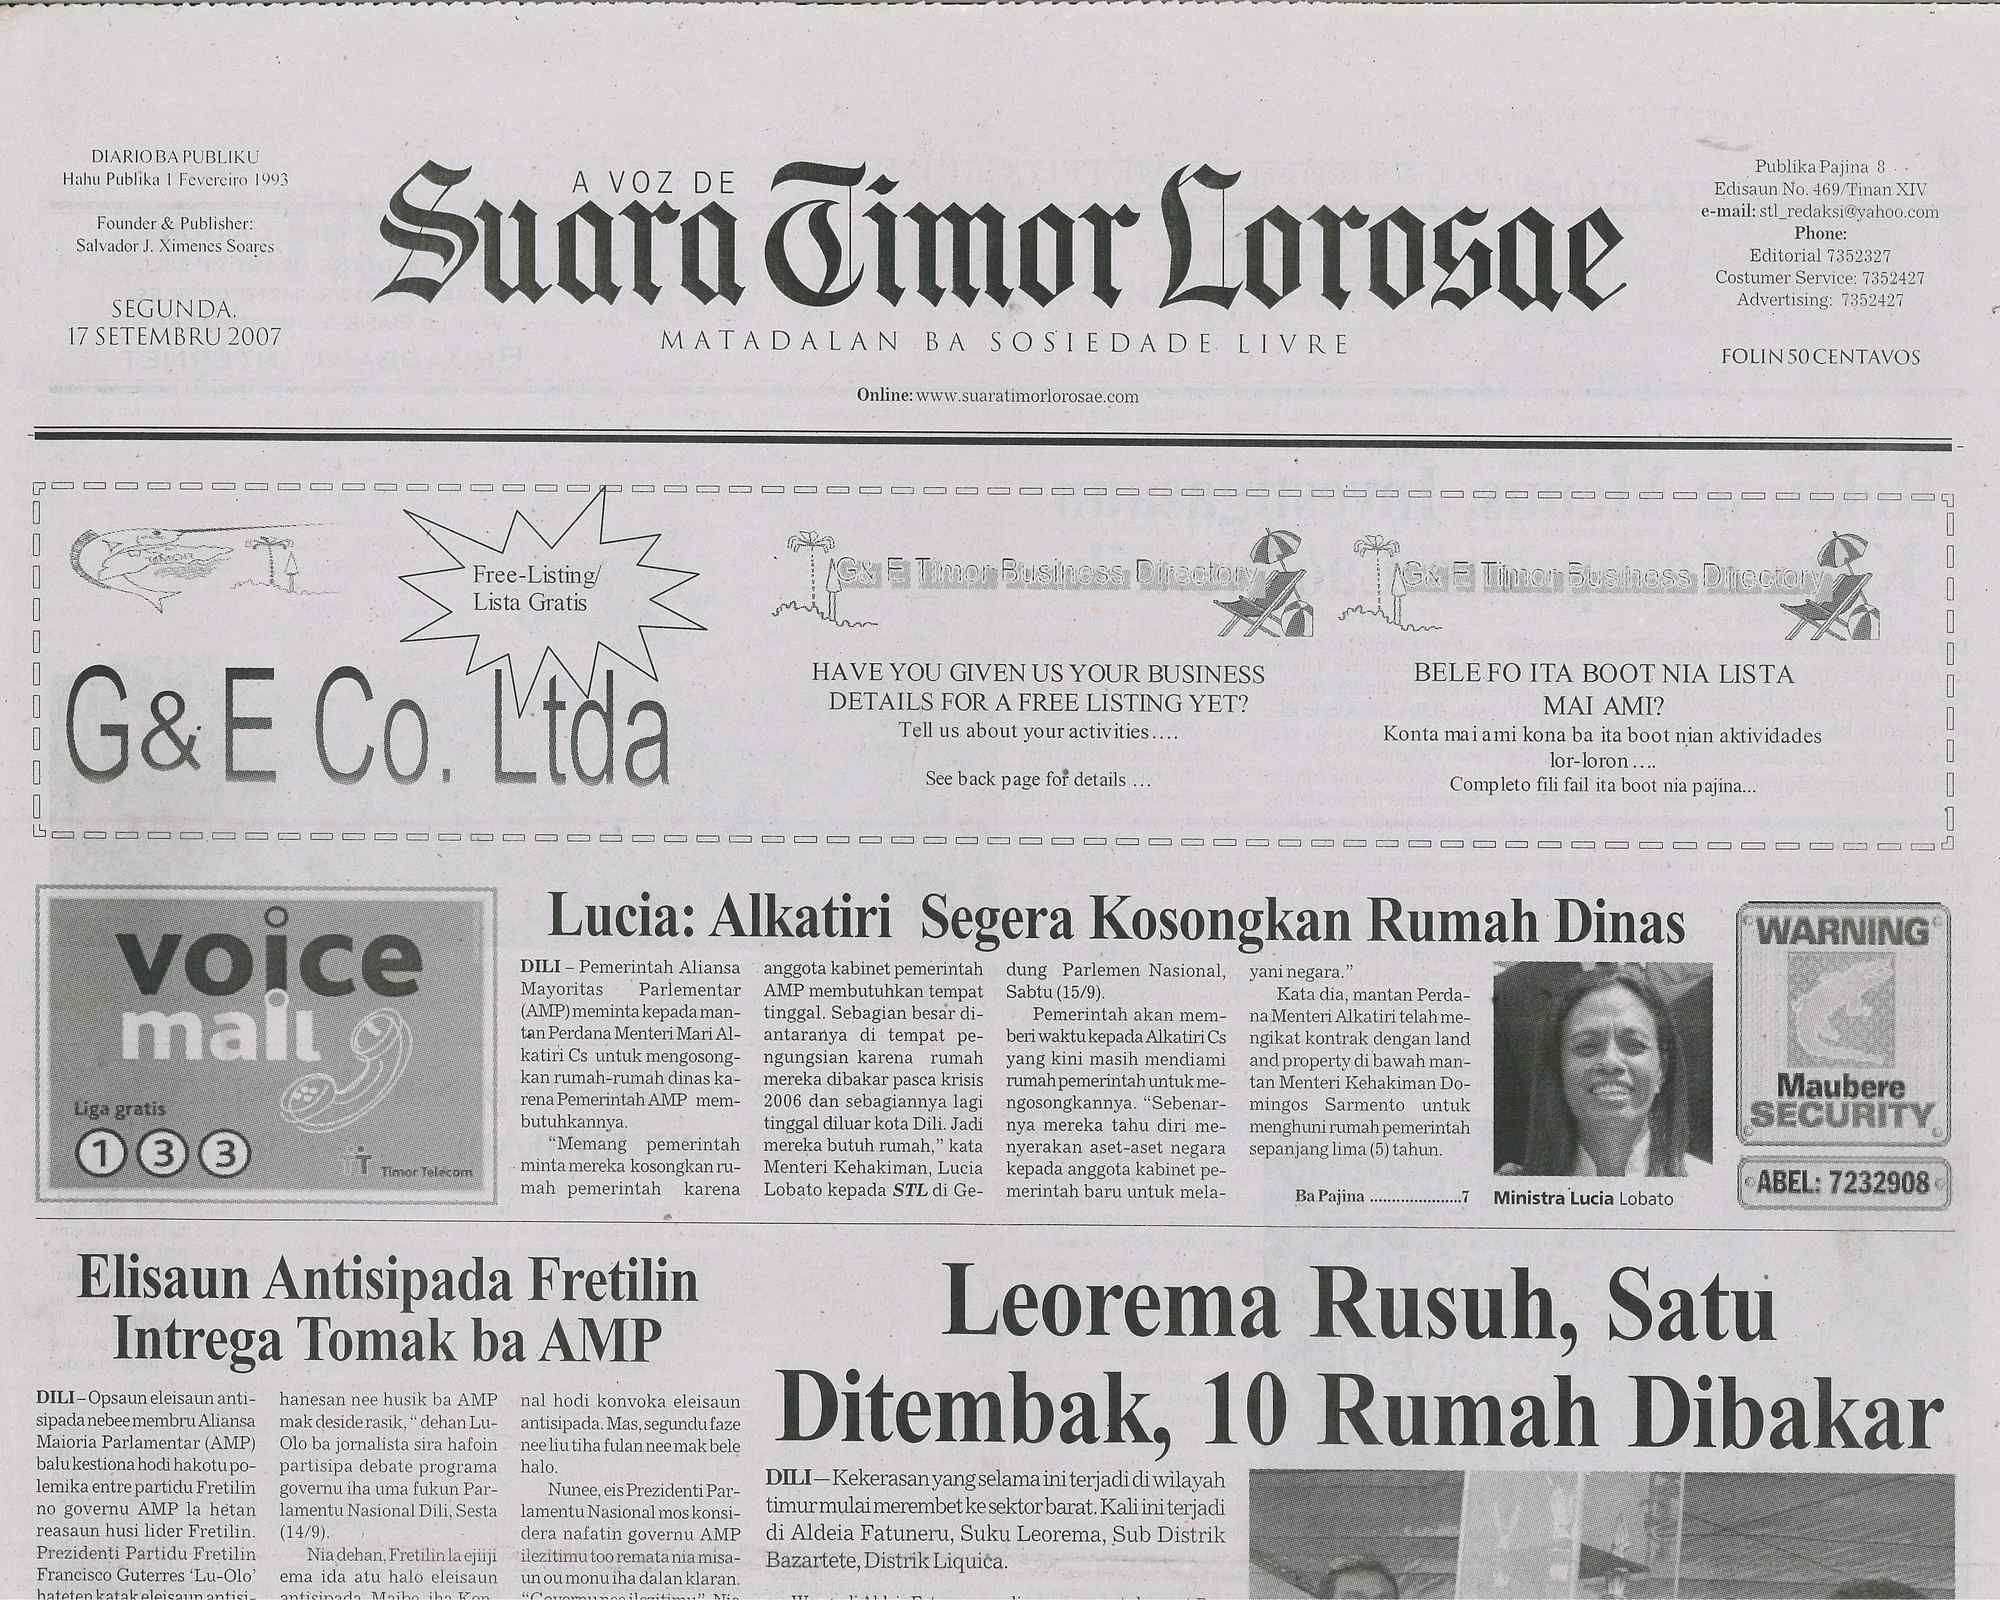 DIARIO BA PUBLIKU
Hahu Publika 1 Fevereiro 1993
Founder & Publisher:
Salvador J. Ximenes Soares
SEGUNDA,
17 SETEMBRU 2007
A VOZ DE
Suara Timor Lorosae
MATADALAN BA SOSIEDADE LIVRE
Online: www.suaratimorlorosae.com
Publika Pajina 8
Edisaun No. 469/Tinan XIV
e-mail: stl_redaksi@yahoo.com
Phone:
Editorial 7352327
Costumer Service: 7352427
Advertising: 7352427
FOLIN 50 CENTAVOS
TIMOR
Free-Listing/
Lista Gratis
G&E Co. Ltda
G& E Timor Business Directory
HAVE YOU GIVEN US YOUR BUSINESS
DETAILS FOR A FREE LISTING YET?
Tell us about your activities....
See back page for details ...
G& E Timor Business Directory
BELE FO ITA BOOT NIA LISTA
MAI AMI?
Konta mai ami kona ba ita boot nian aktividades
lor-loron ....
Completo fili fail ita boot nia pajina...
voice
mail
Liga gratis
1 3 3
Timor Telecom
Lucia: Alkatiri Segera Kosongkan Rumah Dinas
DILI – Pemerintah Aliansa
Mayoritas Parlementar
(AMP) meminta kepada man-
tan Perdana Menteri Mari Al-
katiri Cs untuk mengosong-
kan rumah-rumah dinas ka-
rena Pemerintah AMP mem-
butuhkannya.
“Memang pemerintah
minta mereka kosongkan ru-
mah pemerintah karena
anggota kabinet pemerintah
AMP membutuhkan tempat
tinggal. Sebagian besar di-
antaranya di tempat pe-
ngungsian karena rumah
mereka dibakar pasca krisis
2006 dan sebagiannya lagi
tinggal diluar kota Dili. Jadi
mereka butuh rumah,” kata
Menteri Kehakiman, Lucia
Lobato kepada STL di Ge-
dung Parlemen Nasional,
Sabtu (15/9).
Pemerintah akan mem-
beri waktu kepada Alkatiri Cs
yang kini masih mendiami
rumah pemerintah untuk me-
ngosongkannya. “Sebenar-
nya mereka tahu diri me-
nyerakan aset-aset negara
kepada anggota kabinet pe-
merintah baru untuk mela-
yani negara.”
Kata dia, mantan Perda-
na Menteri Alkatiri telah me-
ngikat kontrak dengan land
and property di bawah man-
tan Menteri Kehakiman Do-
mingos Sarmento untuk
menghuni rumah pemerintah
sepanjang lima (5) tahun.
Ba Pajina .....................7
Ministra Lucia Lobato
WARNING
Maubere
SECURITY
ABEL: 7232908
Elisaun Antisipada Fretilin
Intrega Tomak ba AMP
DILI – Opsaun eleisaun anti-
sipada nebee membru Aliansa
Maioria Parlamentar (AMP)
balu kestiona hodi hakotu po-
lemika entre partidu Fretilin
no governu AMP la hetan
reasaun husi lider Fretilin.
Prezidenti Partidu Fretilin
Francisco Guterres ‘Lu-Olo’
hateten katak eleisaun antisi-
hanesan nee husik ba AMP
mak deside rasik, “ dehan Lu-
Olo ba jornalista sira hafoin
partisipa debate programa
governu iha uma fukun Par-
lamentu Nasional Dili, Sesta
(14/9).
Nia dehan, Fretilin la ejiji
ema ida atu halo eleisaun
antisipada. Maibe, iha Kon-
nal hodi konvoka eleisaun
antisipada. Mas, segundu faze
nee liu tiha fulan nee mak bele
halo.
Nunee, eis Prezidenti Par-
lamentu Nasional mos konsi-
dera nafatin governu AMP
ilezitimu too remata nia misa-
un ou monu iha dalan klaran.
“Governu nee ilezitimu”. Nia
Leorema Rusuh, Satu
Ditembak, 10 Rumah Dibakar
DILI — Kekerasan yang selama ini terjadi di wilayah
timur mulai merembet ke sektor barat. Kali ini terjadi
di Aldeia Fatuneru, Suku Leorema, Sub Distrik
Bazartete, Distrik Liquica.